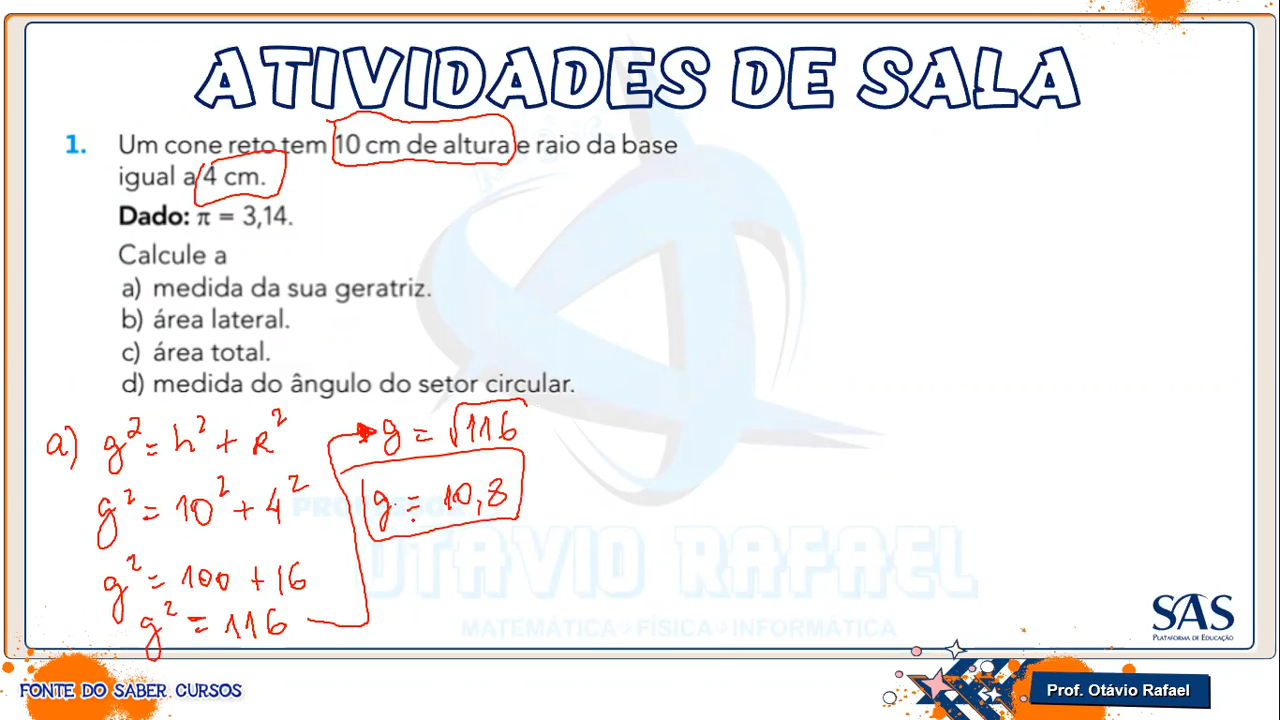 ATIVIDADES DE SALA
1. Um cone reto tem 10 cm de altura e raio da base
igual a 4 cm.
Dado: π = 3,14.
Calcule a
a) medida da sua geratriz.
b) área lateral.
c) área total.
d) medida do ângulo do setor circular.
a) g² = h² + R²
g² = 10² + 4²
g² = 100 + 16
g² = 116
g = √116
g = 10,8
PROFESSOR
OTAVIO RAFAEL
MATEMÁTICA FÍSICA INFORMÁTICA
SAS
PLATAFORMA DE EDUCAÇÃO
FONTE DO SABER CURSOS
Prof. Otávio Rafael